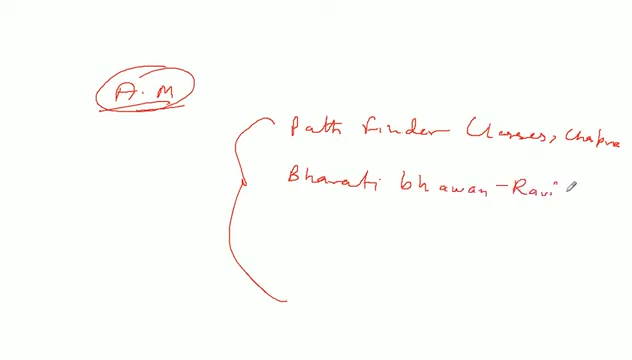 A.M
Path finder Classes, Chapra
Bharati bhawan - Ravi